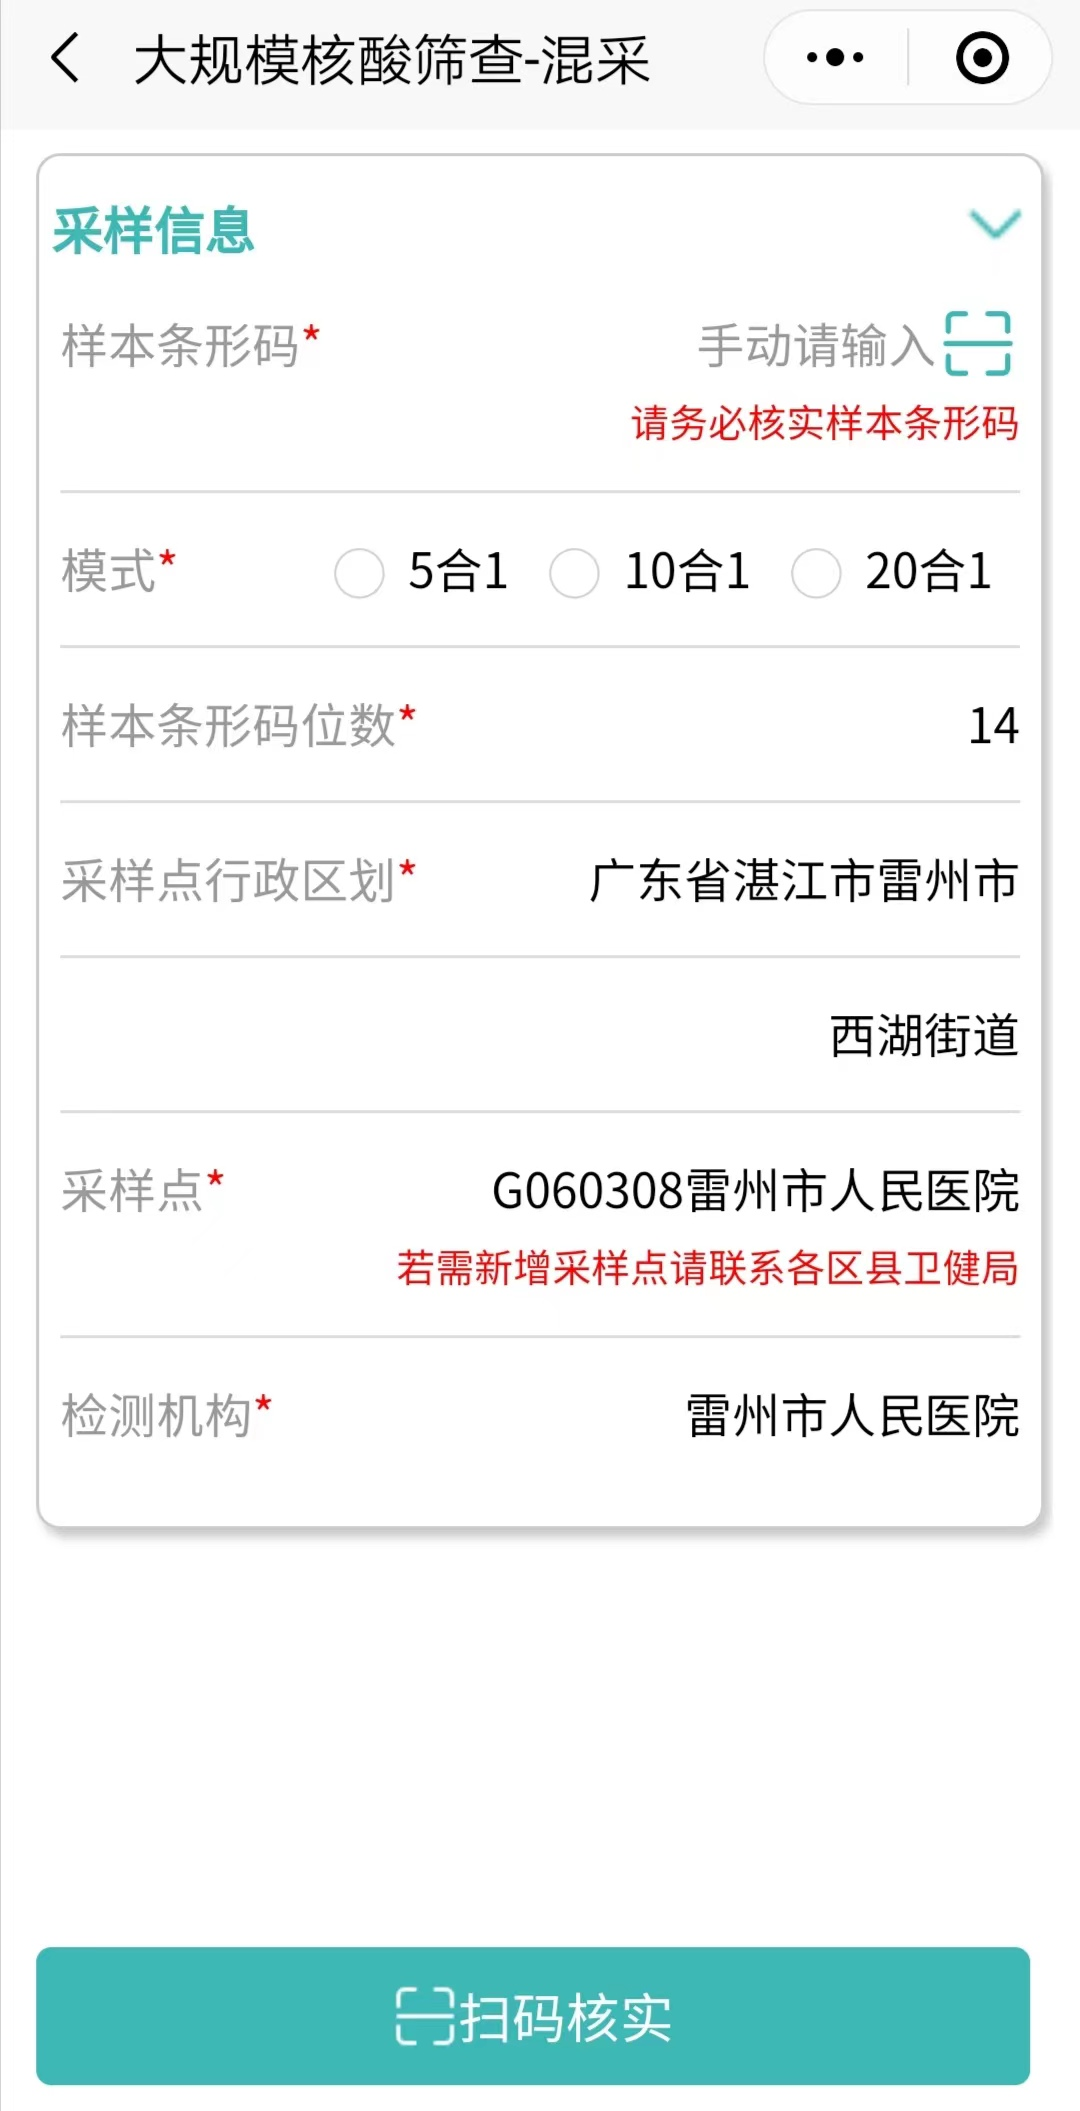 大规模核酸筛查-混采
采样信息
样本条形码* 手动请输入
请务必核实样本条形码
模式* 5合1 10合1 20合1
样本条形码位数* 14
采样点行政区划* 广东省湛江市雷州市
西湖街道
采样点* G060308雷州市人民医院
若需新增采样点请联系各区县卫健局
检测机构* 雷州市人民医院
扫码核实